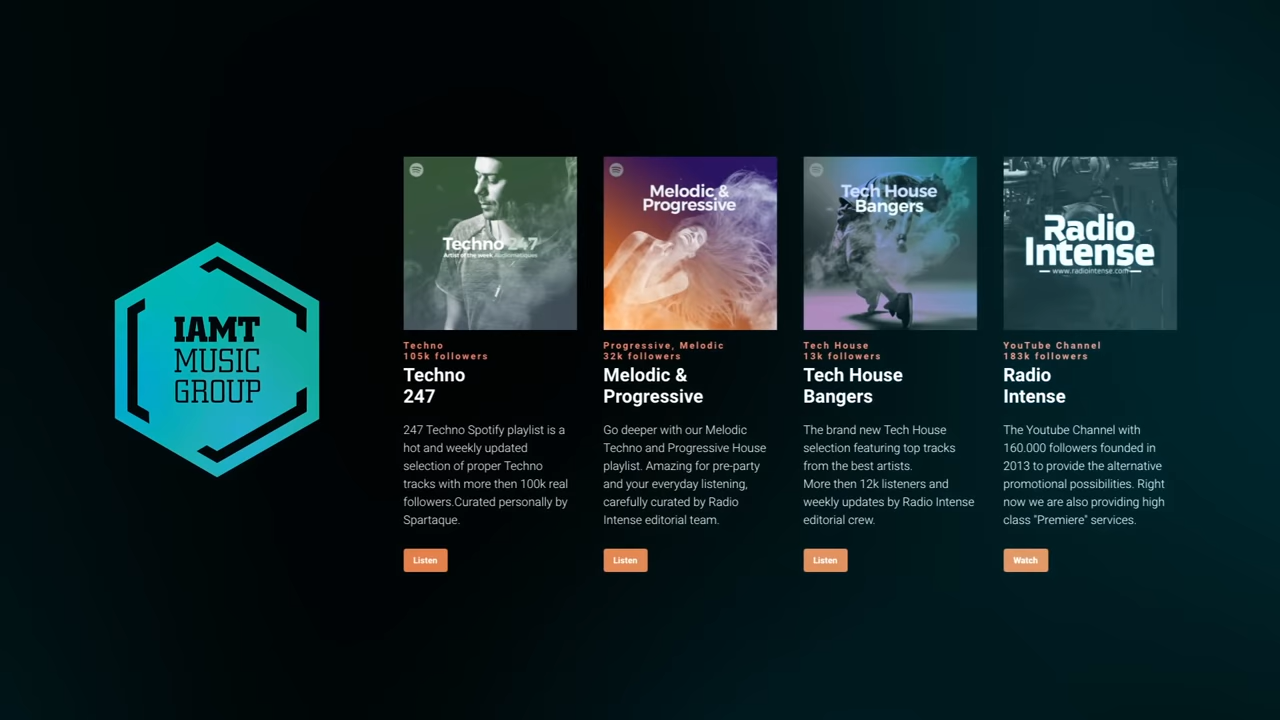 IAMT
MUSIC
GROUP
Techno 247
Artist of the week
Techno
105k followers
Techno
247
247 Techno Spotify playlist is a
hot and weekly updated
selection of proper Techno
tracks with more then 100k real
followers.Curated personally by
Spartaque.
Listen
Melodic &
Progressive
Progressive, Melodic
32k followers
Melodic &
Progressive
Go deeper with our Melodic
Techno and Progressive House
playlist. Amazing for pre-party
and your everyday listening,
carefully curated by Radio
Intense editorial team.
Listen
Tech House
Bangers
Tech House
13k followers
Tech House
Bangers
The brand new Tech House
selection featuring top tracks
from the best artists.
More then 12k listeners and
weekly updates by Radio Intense
editorial crew.
Listen
Radio
Intense
www.radiointense.com
YouTube Channel
183k followers
Radio
Intense
The Youtube Channel with
160.000 followers founded in
2013 to provide the alternative
promotional possibilities. Right
now we are also providing high
class "Premiere" services.
Watch